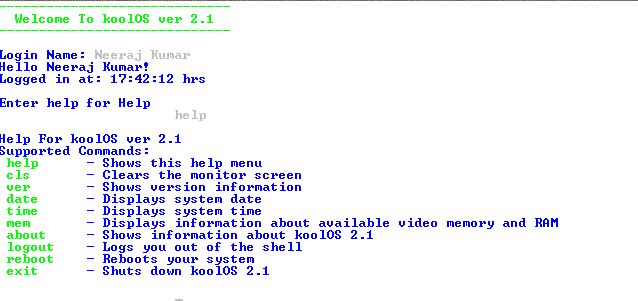 -----------------------------
Welcome To koolOS ver 2.1
-----------------------------
Login Name: Neeraj Kumar
Hello Neeraj Kumar!
Logged in at: 17:42:12 hrs
Enter help for Help
help
Help For koolOS ver 2.1
Supported Commands:
help - Shows this help menu
cls - Clears the monitor screen
ver - Shows version information
date - Displays system date
time - Displays system time
mem - Displays information about available video memory and RAM
about - Shows information about koolOS 2.1
logout - Logs you out of the shell
reboot - Reboots your system
exit - Shuts down koolOS 2.1
_